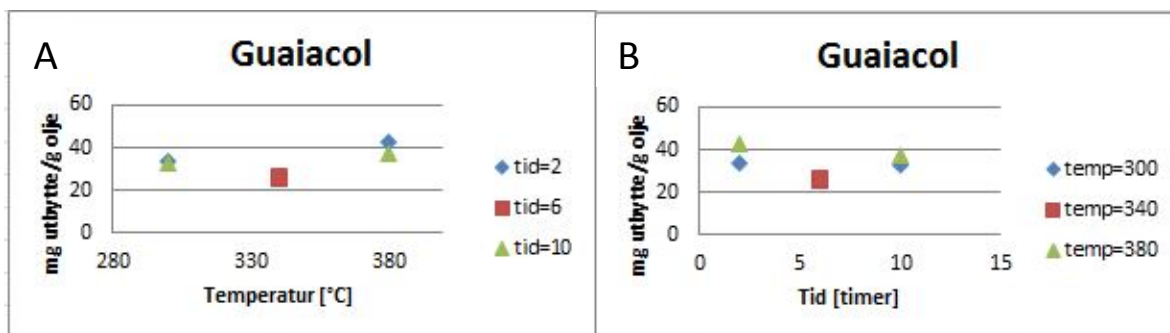 A
Guaiacol
mg utbytte/g olje
60
40
20
0
280
330
380
Temperatur [°C]
tid=2
tid=6
tid=10
B
Guaiacol
mg utbytte/g olje
60
40
20
0
0
5
10
15
Tid [timer]
temp=300
temp=340
temp=380